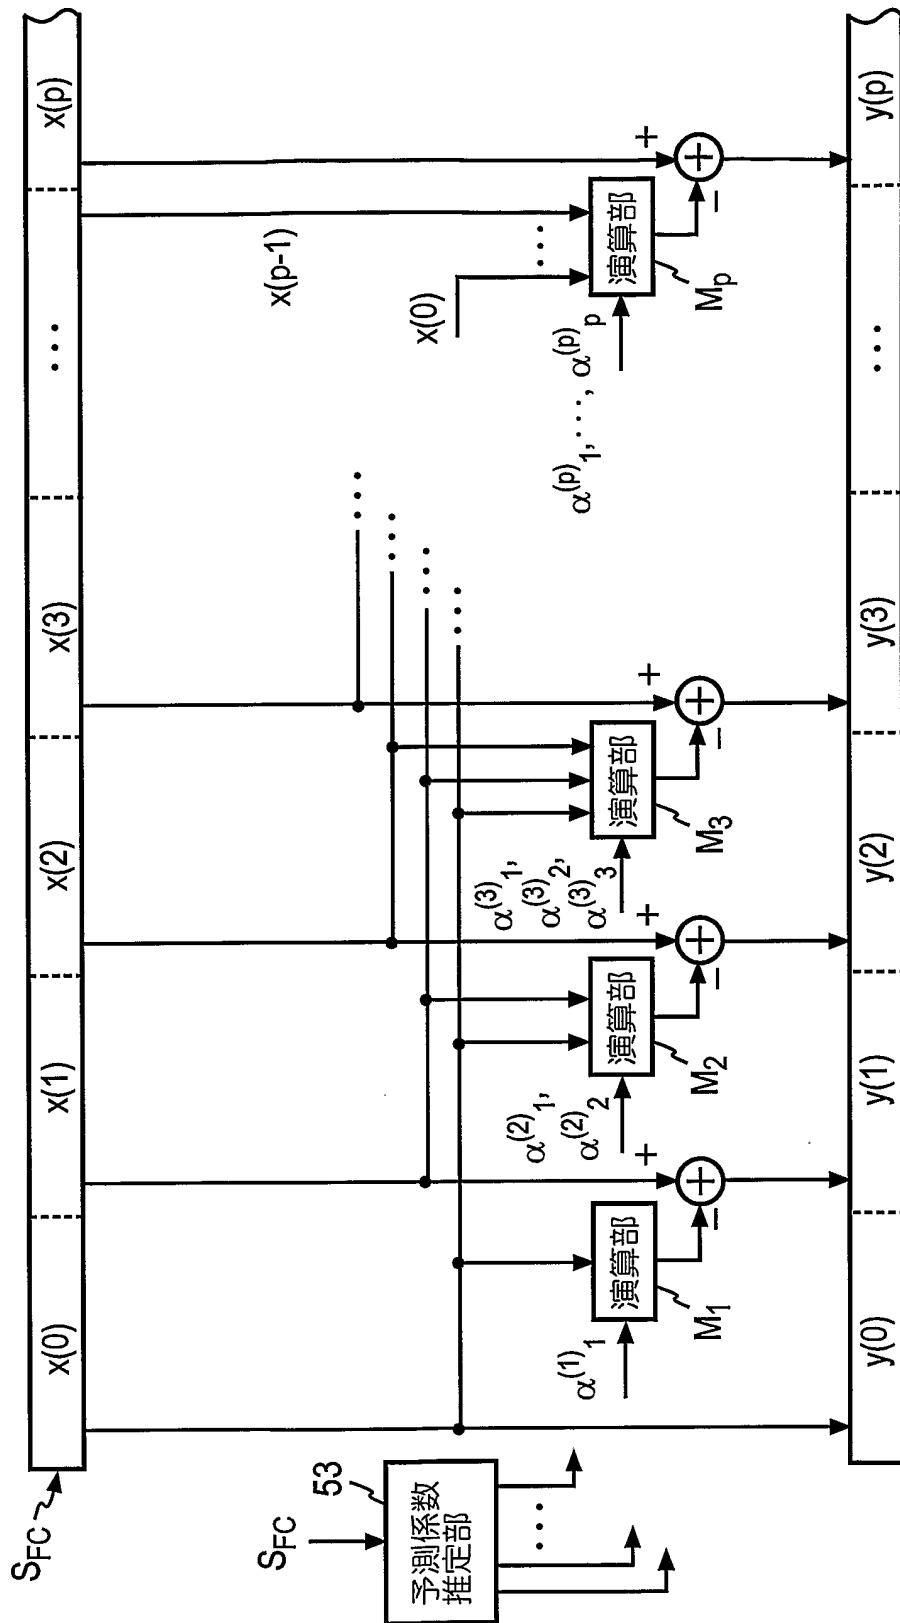 S_FC
x(0) x(1) x(2) x(3) ... x(p)
x(p-1)
x(0)
53
S_FC
予測係数
推定部
...
α^(1)_1
演算部
M_1
−
+
α^(2)_1,
α^(2)_2
演算部
M_2
−
+
α^(3)_1,
α^(3)_2,
α^(3)_3
演算部
M_3
−
+
α^(p)_1, ..., α^(p)_p
演算部
M_p
−
+
y(0) y(1) y(2) y(3) ... y(p)